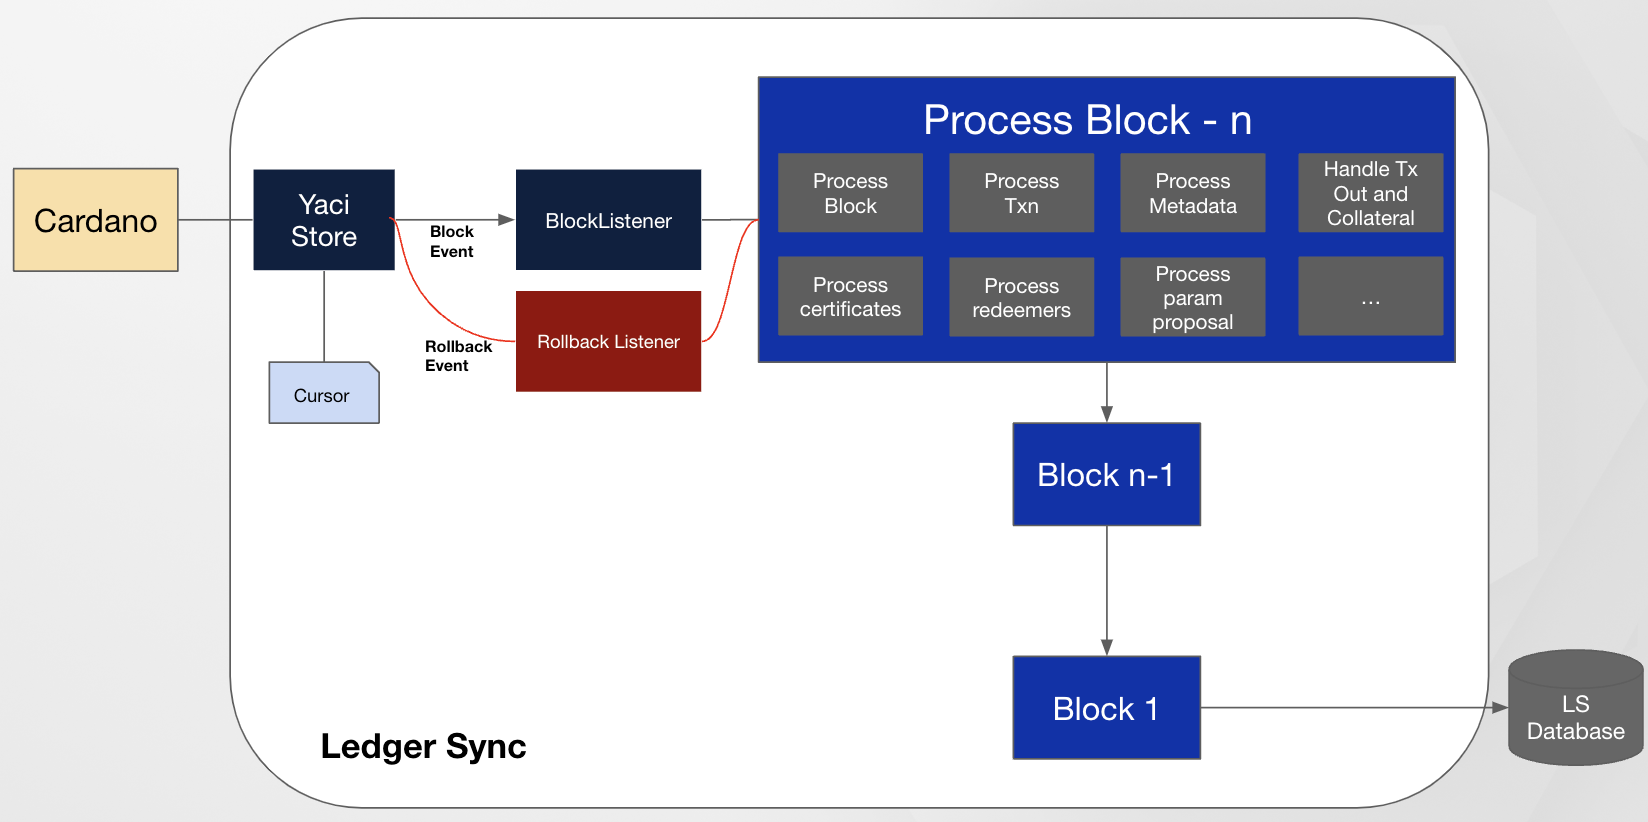 Process Block - n
Process
Block
Process
Txn
Process
Metadata
Handle Tx
Out and
Collateral
Cardano
Yaci
Store
Block
Event
BlockListener
Process
certificates
Process
redeemers
Process
param
proposal
...
Rollback
Event
Rollback Listener
Cursor
Block n-1
Block 1
LS
Database
Ledger Sync